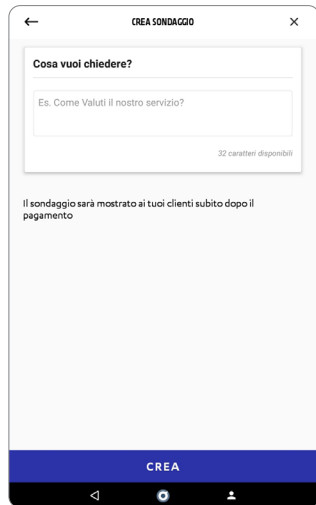 CREA SONDAGGIO
Cosa vuoi chiedere?
Es. Come Valuti il nostro servizio?
32 caratteri disponibili
Il sondaggio sarà mostrato ai tuoi clienti subito dopo il
pagamento
CREA